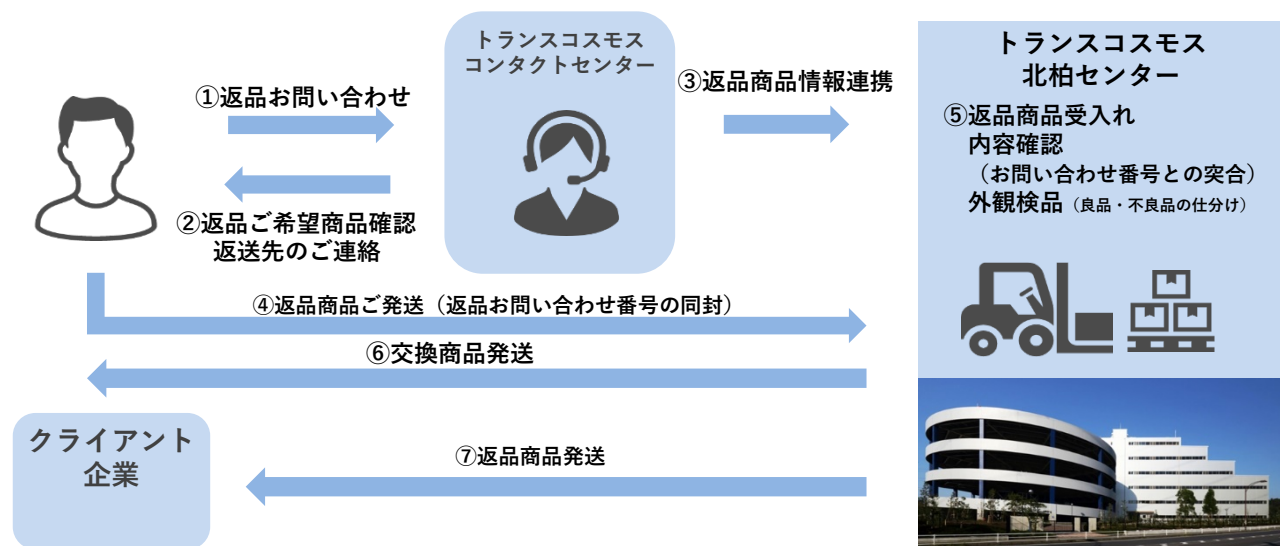 トランスコスモス
コンタクトセンター
トランスコスモス
北柏センター
①返品お問い合わせ
③返品商品情報連携
⑤返品商品受入れ
内容確認
（お問い合わせ番号との突合）
外観検品（良品・不良品の仕分け）
②返品ご希望商品確認
返送先のご連絡
④返品商品ご発送（返品お問い合わせ番号の同封）
⑥交換商品発送
クライアント
企業
⑦返品商品発送